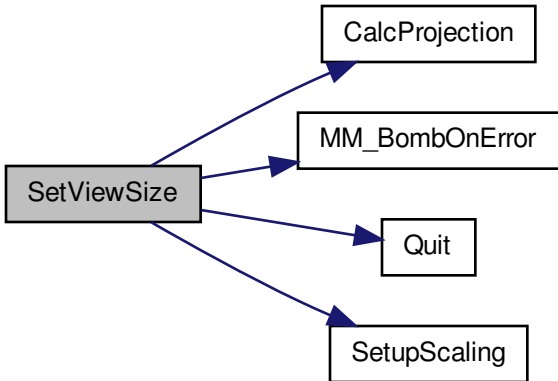 CalcProjection
MM_BombOnError
SetViewSize
Quit
SetupScaling